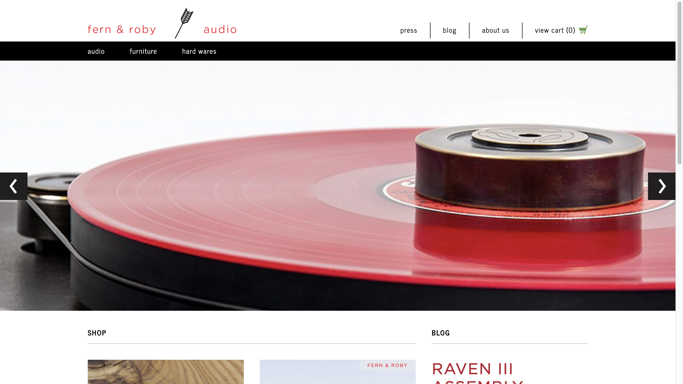 fern & roby audio
press blog about us view cart (0)
audio furniture hard wares
SHOP BLOG
FERN & ROBY
RAVEN III
ASSEMBLY